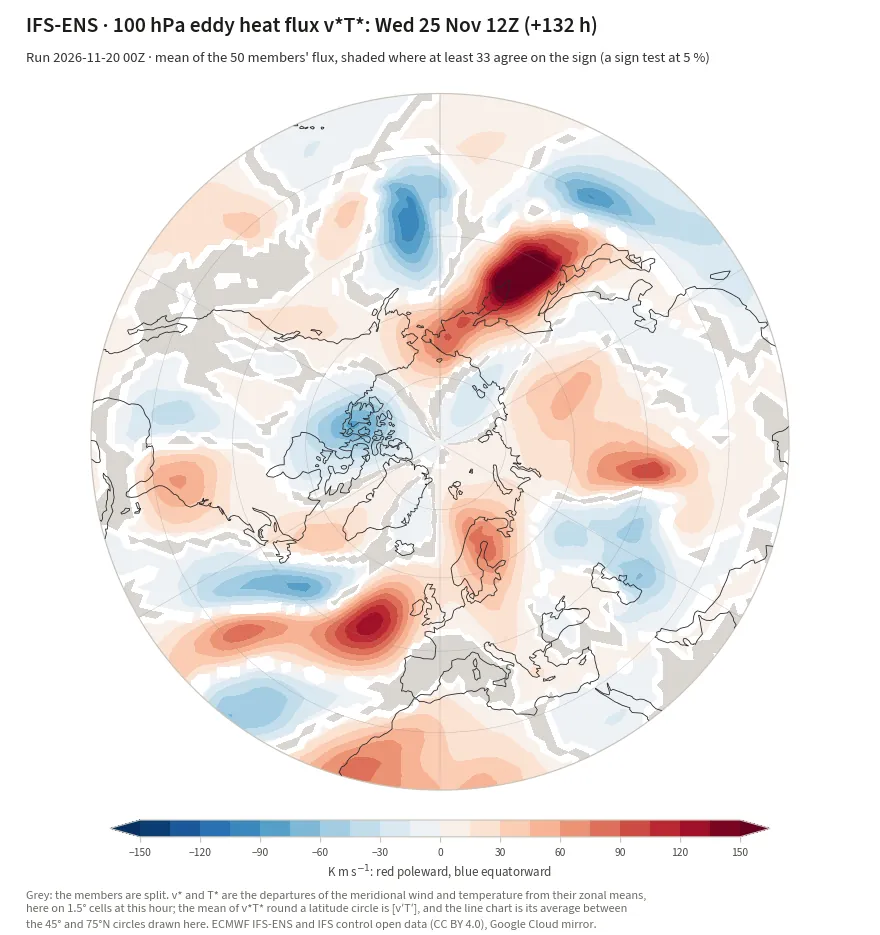 IFS-ENS · 100 hPa eddy heat flux v*T*: Wed 25 Nov 12Z (+132 h)
Run 2026-11-20 00Z · mean of the 50 members' flux, shaded where at least 33 agree on the sign (a sign test at 5 %)
−150 −120 −90 −60 −30 0 30 60 90 120 150
K m s⁻¹: red poleward, blue equatorward
Grey: the members are split. v* and T* are the departures of the meridional wind and temperature from their zonal means,
here on 1.5° cells at this hour; the mean of v*T* round a latitude circle is [v'T'], and the line chart is its average between
the 45° and 75°N circles drawn here. ECMWF IFS-ENS and IFS control open data (CC BY 4.0), Google Cloud mirror.